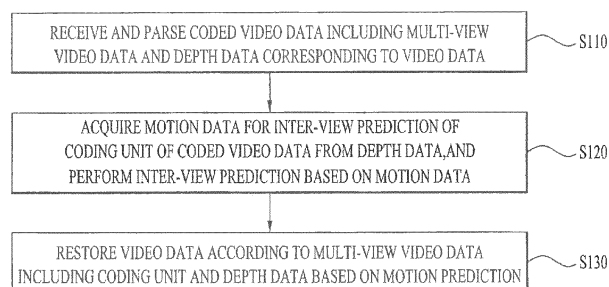 RECEIVE AND PARSE CODED VIDEO DATA INCLUDING MULTI-VIEW
VIDEO DATA AND DEPTH DATA CORRESPONDING TO VIDEO DATA
S110
ACQUIRE MOTION DATA FOR INTER-VIEW PREDICTION OF
CODING UNIT OF CODED VIDEO DATA FROM DEPTH DATA,AND
PERFORM INTER-VIEW PREDICTION BASED ON MOTION DATA
S120
RESTORE VIDEO DATA ACCORDING TO MULTI-VIEW VIDEO DATA
INCLUDING CODING UNIT AND DEPTH DATA BASED ON MOTION PREDICTION
S130